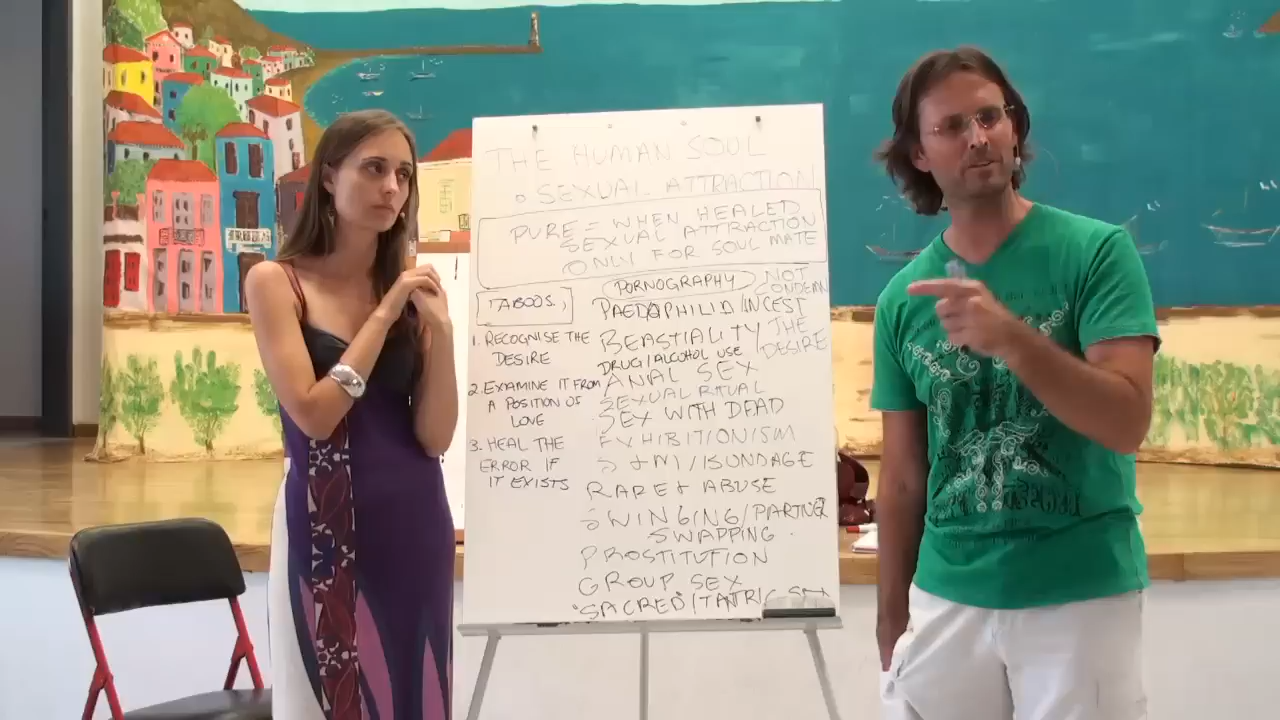 THE HUMAN SOUL
• SEXUAL ATTRACTION
PURE = WHEN HEALED
SEXUAL ATTRACTION
ONLY FOR SOUL MATE
TABOOS,
1. RECOGNISE THE
DESIRE
2. EXAMINE IT FROM
A POSITION OF
LOVE
3. HEAL THE
ERROR IF
IT EXISTS
PORNOGRAPHY
PAEDOPHILIA/INCEST
BEASTIALITY
DRUG/ALCOHOL USE
ANAL SEX
SEXUAL RITUAL
SEX WITH DEAD
EXHIBITIONISM
S+M/BONDAGE
RAPE + ABUSE
SWINGING/PARTNER
SWAPPING
PROSTITUTION
GROUP SEX
"SACRED/TANTRIC SEX
NOT
CONDEMN
THE
DESIRE